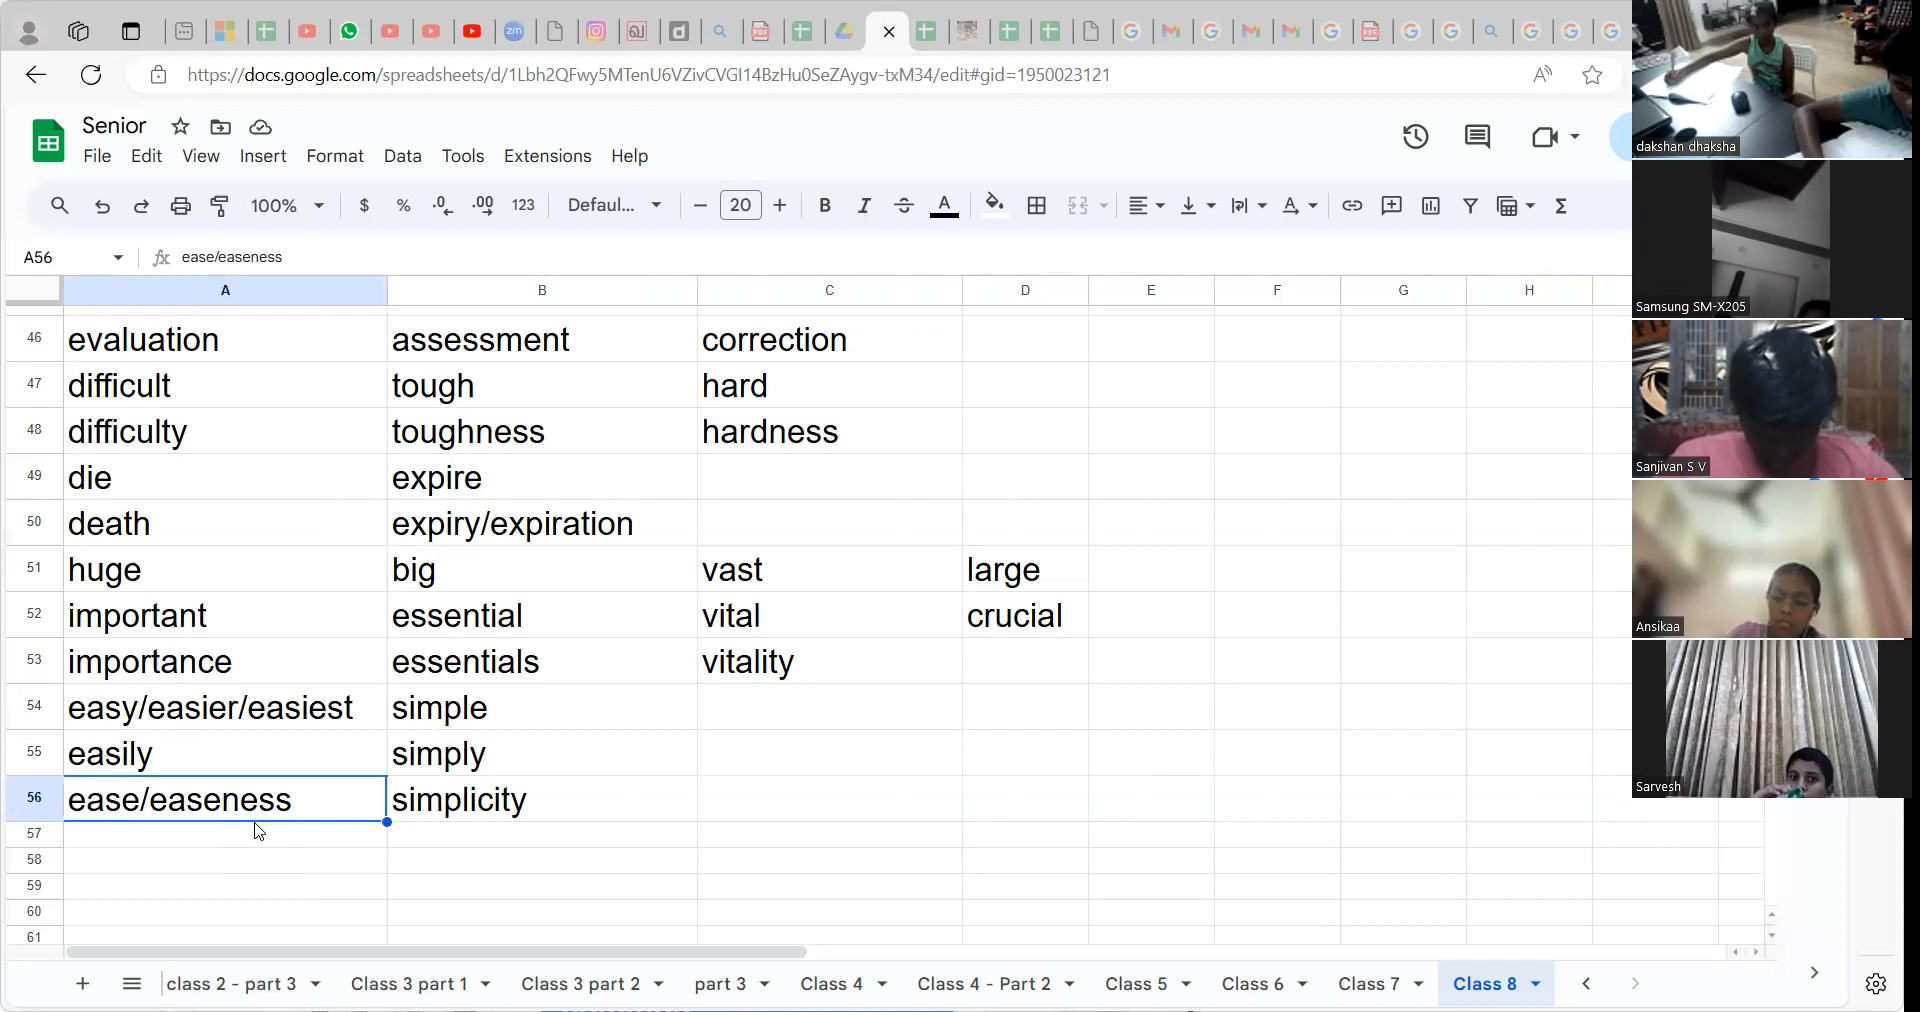 https://docs.google.com/spreadsheets/d/1Lbh2QFwy5MTenU6VZivCVGI14BzHu0SeZAygv-txM34/edit#gid=1950023121
Senior
File Edit View Insert Format Data Tools Extensions Help
100% $ % .0 .00 123 Defaul... 20 B I A
A56 fx ease/easeness
A B C D E F G H
46 evaluation assessment correction
47 difficult tough hard
48 difficulty toughness hardness
49 die expire
50 death expiry/expiration
51 huge big vast large
52 important essential vital crucial
53 importance essentials vitality
54 easy/easier/easiest simple
55 easily simply
56 ease/easeness simplicity
57
58
59
60
61
class 2 - part 3 Class 3 part 1 Class 3 part 2 part 3 Class 4 Class 4 - Part 2 Class 5 Class 6 Class 7 Class 8
dakshan dhaksha
Samsung SM-X205
Sanjivan S V
Ansikaa
Sarvesh